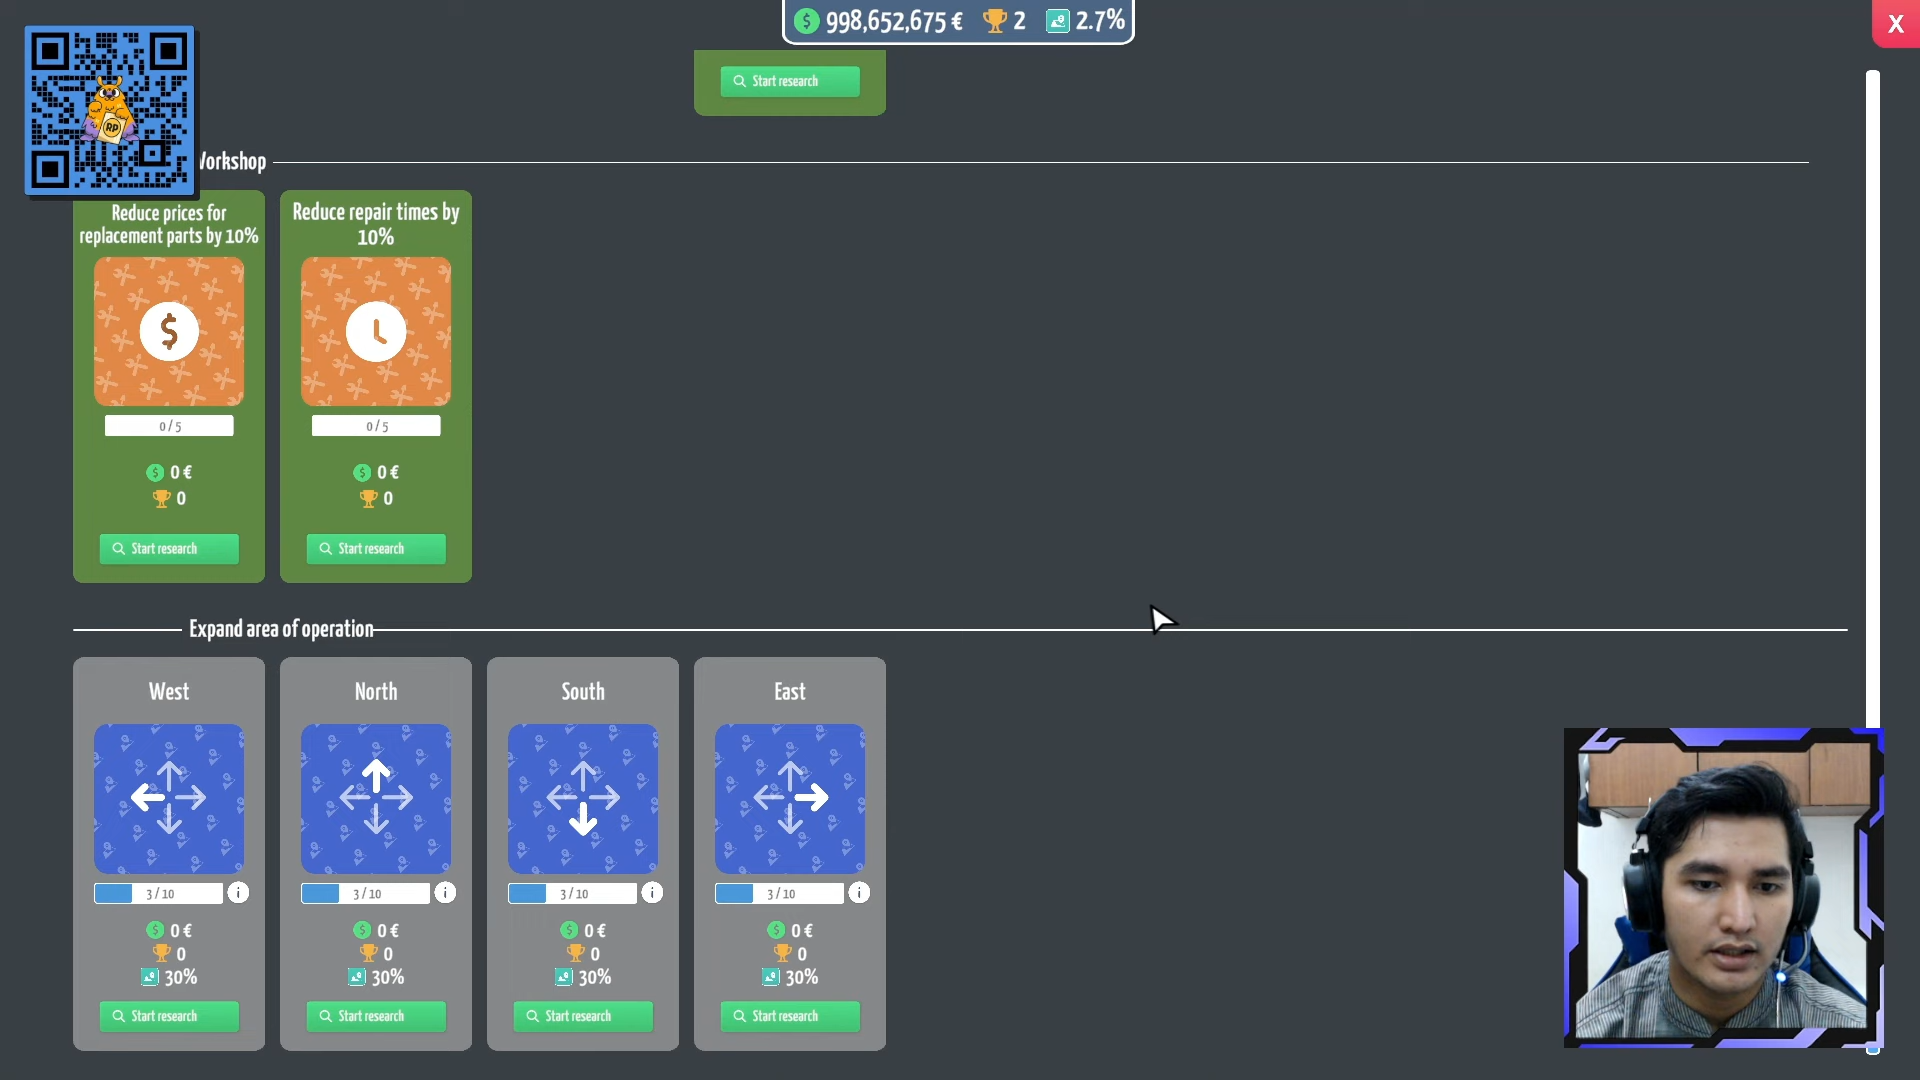 998,652,675 € 2 2.7%
X
Start research
RP
Workshop
Reduce prices for
replacement parts by 10%
Reduce repair times by
10%
0 / 5
0 / 5
0 €
0 €
0
0
Start research
Start research
Expand area of operation
West
North
South
East
3 / 10
3 / 10
3 / 10
3 / 10
0 €
0 €
0 €
0 €
0
0
0
0
30%
30%
30%
30%
Start research
Start research
Start research
Start research